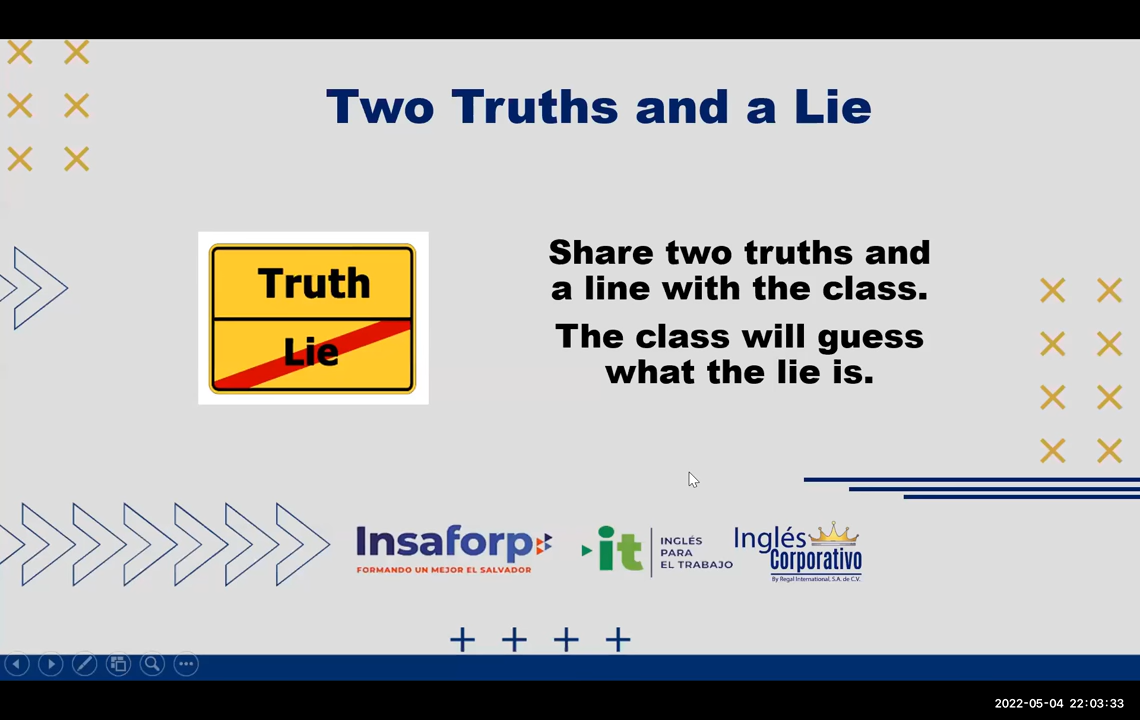 Two Truths and a Lie
Truth
Lie
Share two truths and
a line with the class.
The class will guess
what the lie is.
Insaforp
FORMANDO UN MEJOR EL SALVADOR
it
INGLÉS
PARA
EL TRABAJO
Inglés
Corporativo
By Regal International, S.A. de C.V.
2022-05-04 22:03:33